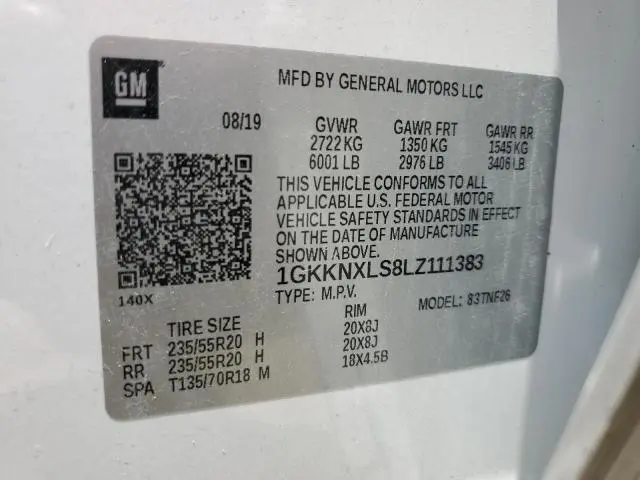 GM
MFD BY GENERAL MOTORS LLC
08/19 GVWR GAWR FRT GAWR RR
2722 KG 1350 KG 1545 KG
6001 LB 2976 LB 3406 LB
THIS VEHICLE CONFORMS TO ALL
APPLICABLE U.S. FEDERAL MOTOR
VEHICLE SAFETY STANDARDS IN EFFECT
ON THE DATE OF MANUFACTURE
SHOWN ABOVE.
1GKKNXLS8LZ111383
140X TYPE: M.P.V. MODEL: 83TNF26
TIRE SIZE RIM
FRT 235/55R20 H 20X8J
RR 235/55R20 H 20X8J
SPA T135/70R18 M 18X4.5B